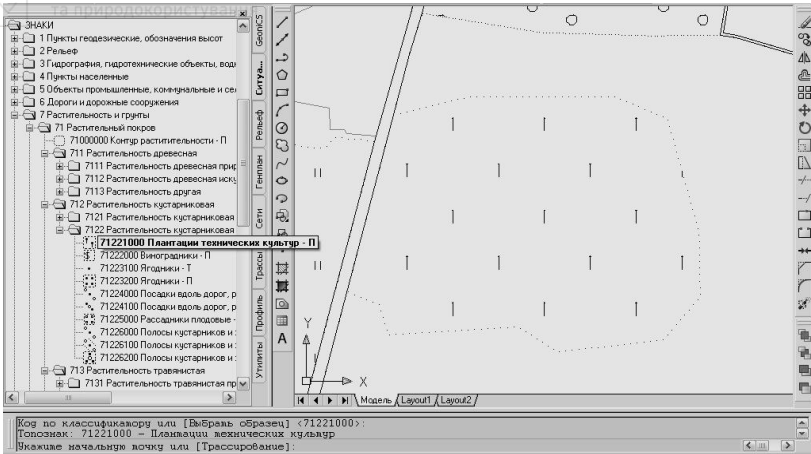 та природокористуван
ЗНАКИ
1 Пункты геодезические, обозначения высот
2 Рельеф
3 Гидрография, гидротехнические объекты, водн
4 Пункты населенные
5 Объекты промышленные, коммунальные и сел
6 Дороги и дорожные сооружения
7 Растительность и грунты
71 Растительный покров
71000000 Контур раститительности - П
711 Растительность древесная
7111 Растительность древесная прир
7112 Растительность древесная иску
7113 Растительность другая
712 Растительность кустарниковая
7121 Растительность кустарниковая
7122 Растительность кустарниковая
71221000 Плантации технических культур - П
71222000 Виноградники - П
71223100 Ягодники - Т
71223200 Ягодники - П
71224000 Посадки вдоль дорог, р
71224100 Посадки вдоль дорог, р
71225000 Рассадники плодовые -
71226000 Полосы кустарников и
71226100 Полосы кустарников и
71226200 Полосы кустарников и
713 Растительность травянистая
7131 Растительность травянистая пр
GeoniCS
Ситуа...
Рельеф
Генплан
Сети
Трассы
Профиль
Утилиты
A
Y
X
Модель
Layout1
Layout2
Код по классификатору или [Выбрать образец] <71221000>:
Топознак: 71221000 - Плантации технических культур
Укажите начальную точку или [Трассирование]: